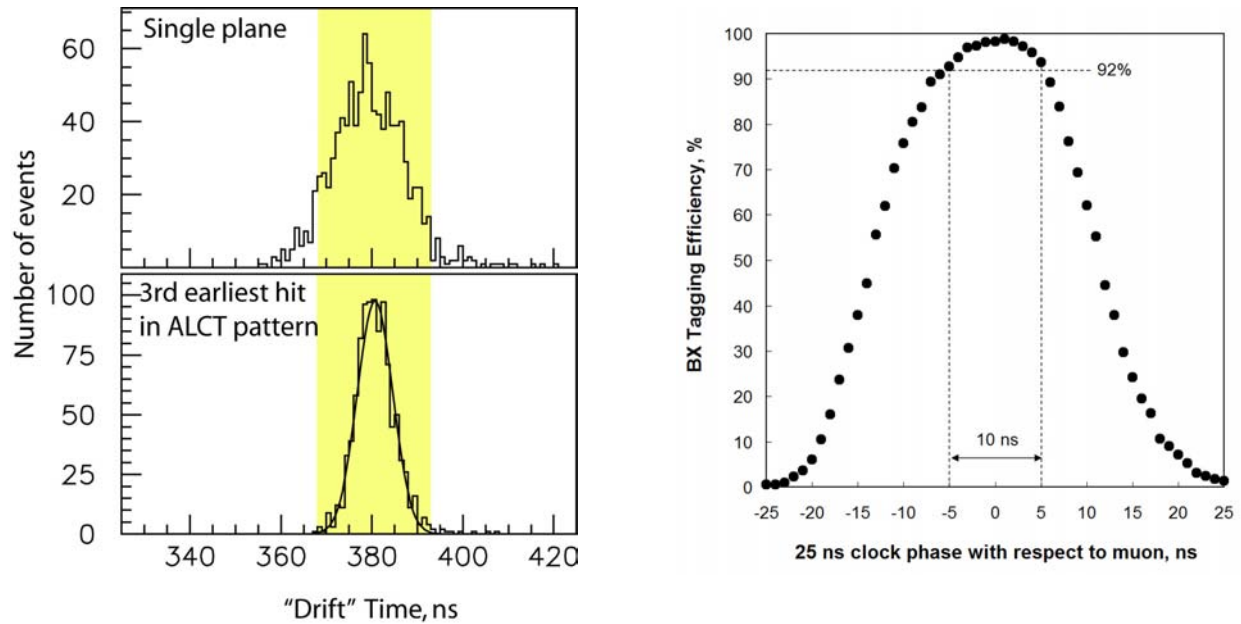 Single plane
60
40
20
Number of events
3rd earliest hit
in ALCT pattern
100
75
50
25
0
340 360 380 400 420
"Drift" Time, ns
100
90
80
70
60
50
40
30
20
10
0
BX Tagging Efficiency, %
92%
10 ns
-25 -20 -15 -10 -5 0 5 10 15 20 25
25 ns clock phase with respect to muon, ns